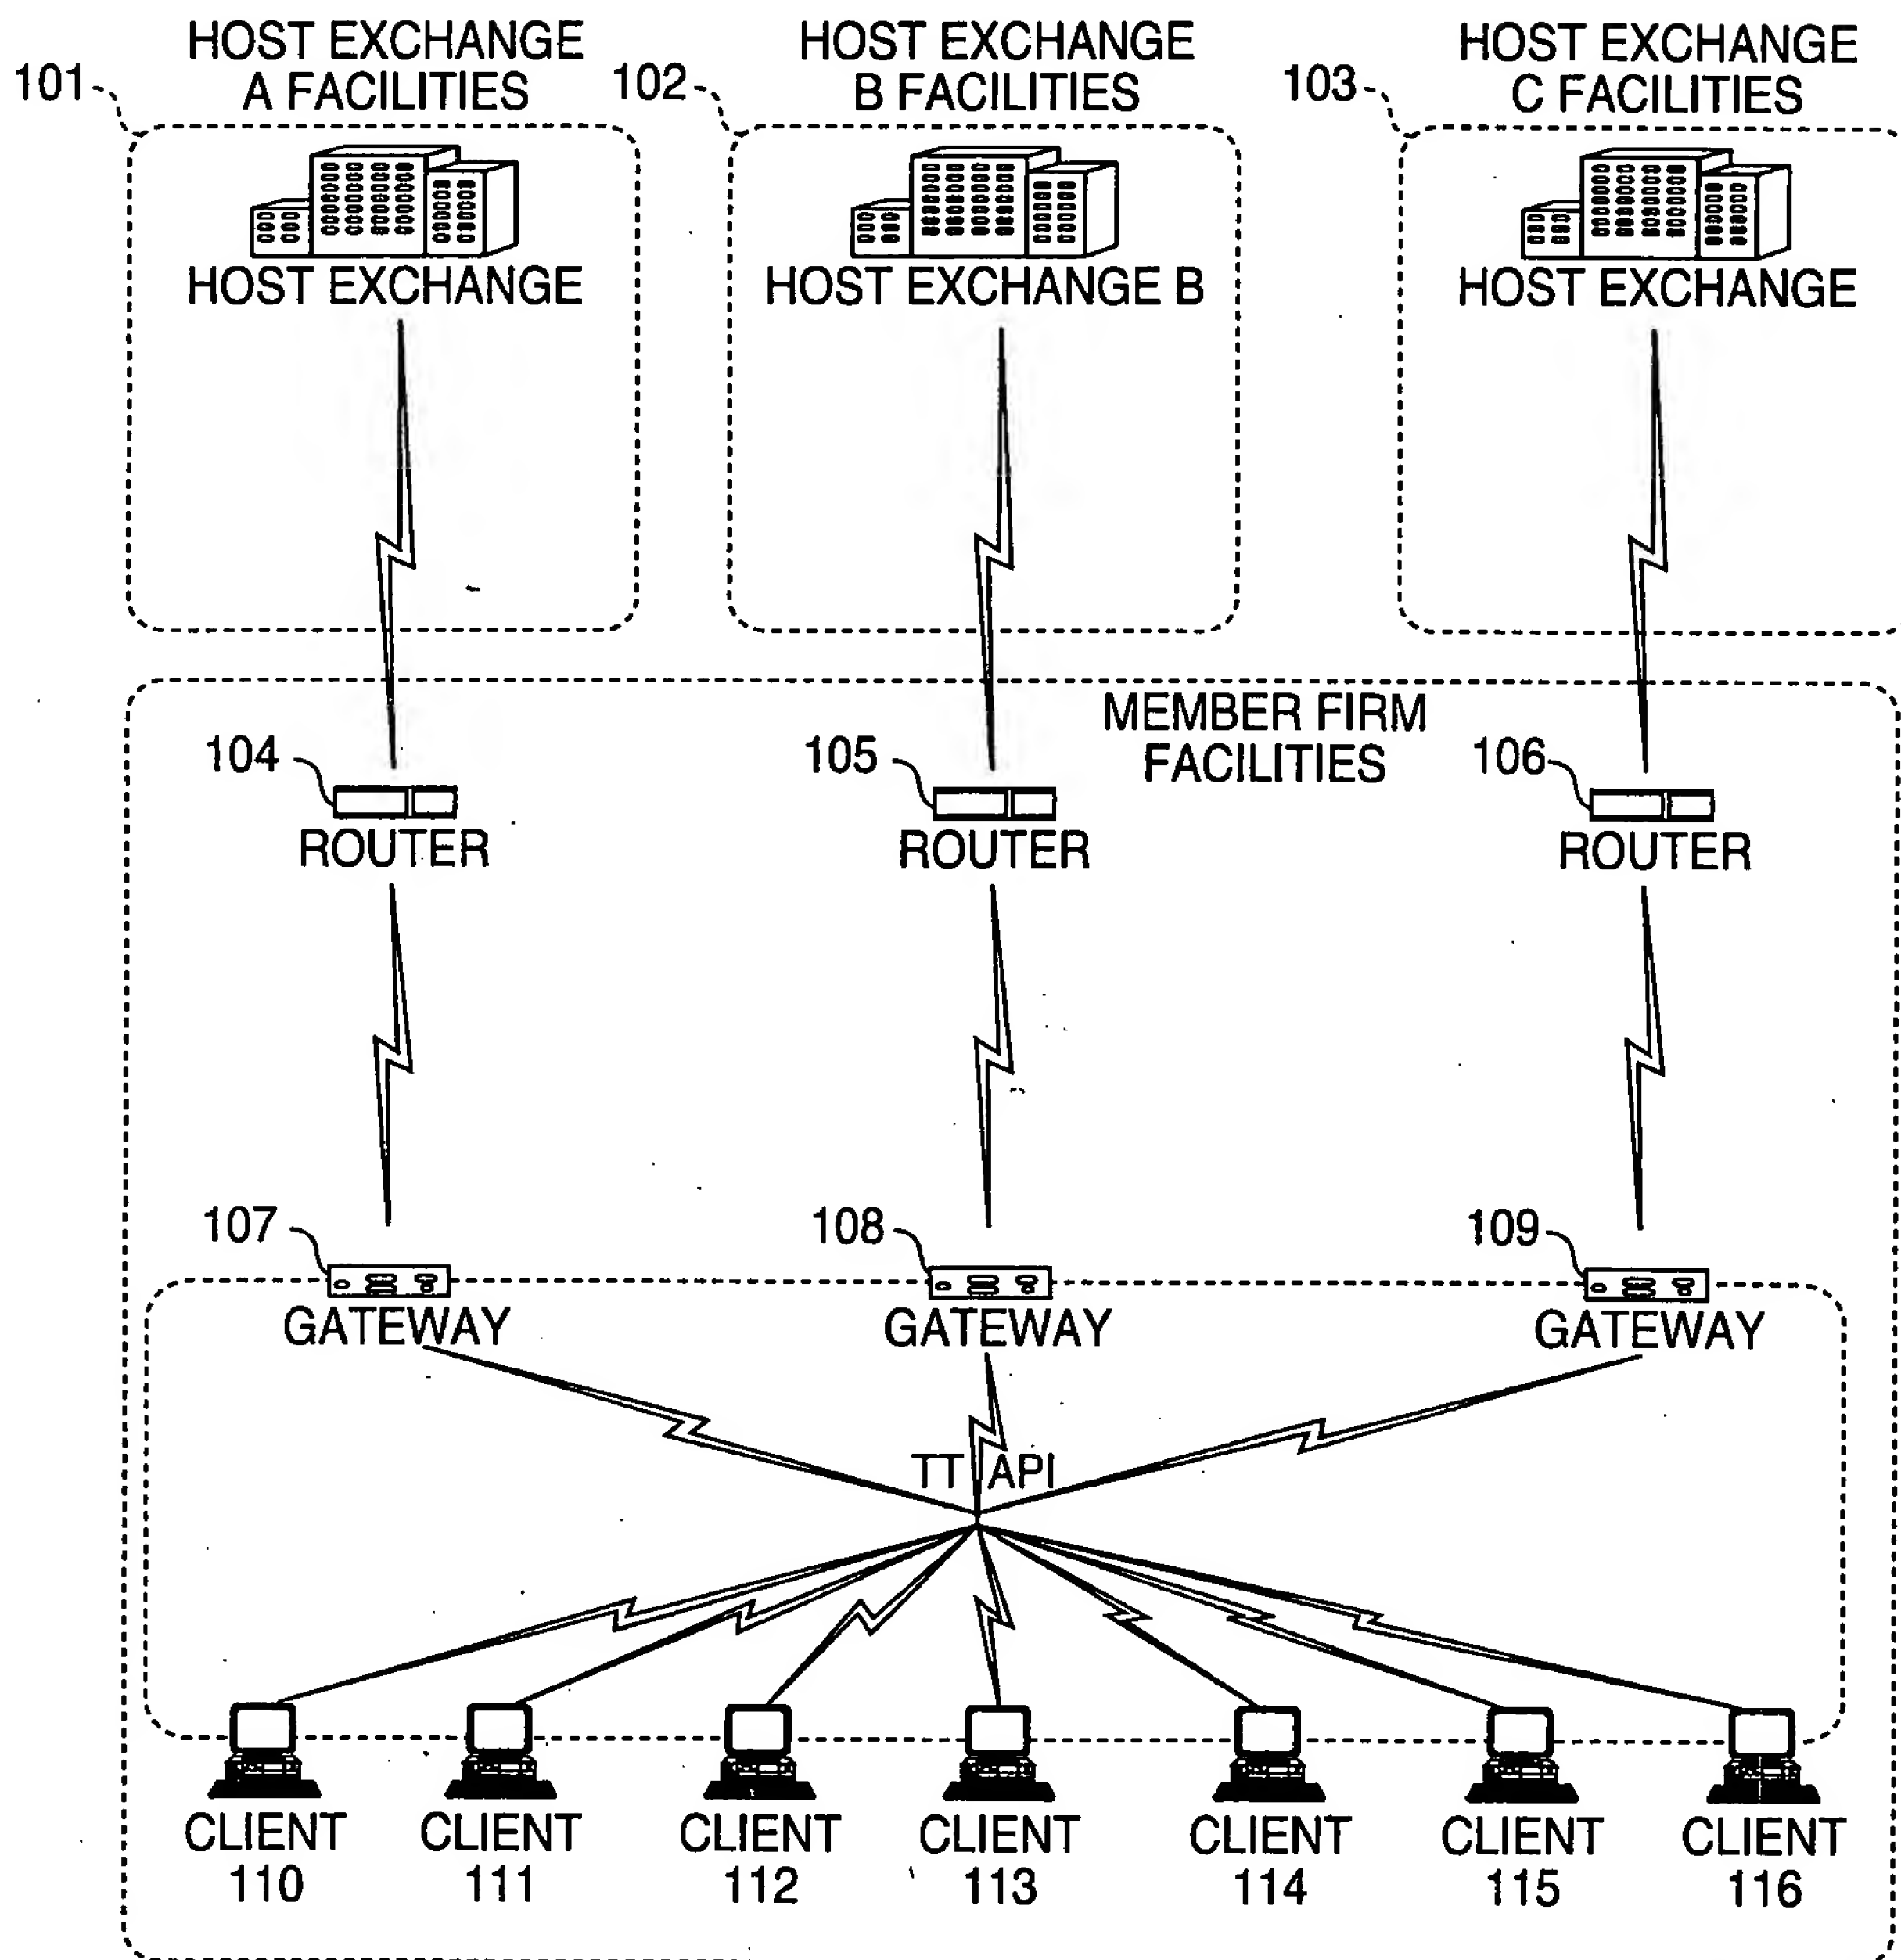 HOST EXCHANGE
A FACILITIES
101
HOST EXCHANGE
B FACILITIES
102
HOST EXCHANGE
C FACILITIES
103
HOST EXCHANGE
HOST EXCHANGE B
HOST EXCHANGE
MEMBER FIRM
FACILITIES
104
ROUTER
105
ROUTER
106
ROUTER
107
GATEWAY
108
GATEWAY
109
GATEWAY
TT API
CLIENT
110
CLIENT
111
CLIENT
112
CLIENT
113
CLIENT
114
CLIENT
115
CLIENT
116